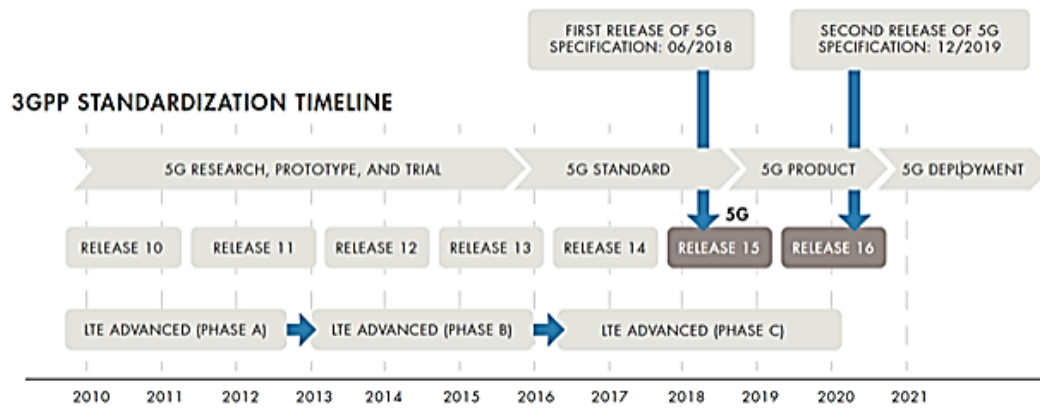 FIRST RELEASE OF 5G
SPECIFICATION: 06/2018
SECOND RELEASE OF 5G
SPECIFICATION: 12/2019
3GPP STANDARDIZATION TIMELINE
5G RESEARCH, PROTOTYPE, AND TRIAL
5G STANDARD
5G PRODUCT
5G DEPLOYMENT
5G
RELEASE 10
RELEASE 11
RELEASE 12
RELEASE 13
RELEASE 14
RELEASE 15
RELEASE 16
LTE ADVANCED (PHASE A)
LTE ADVANCED (PHASE B)
LTE ADVANCED (PHASE C)
2010 2011 2012 2013 2014 2015 2016 2017 2018 2019 2020 2021